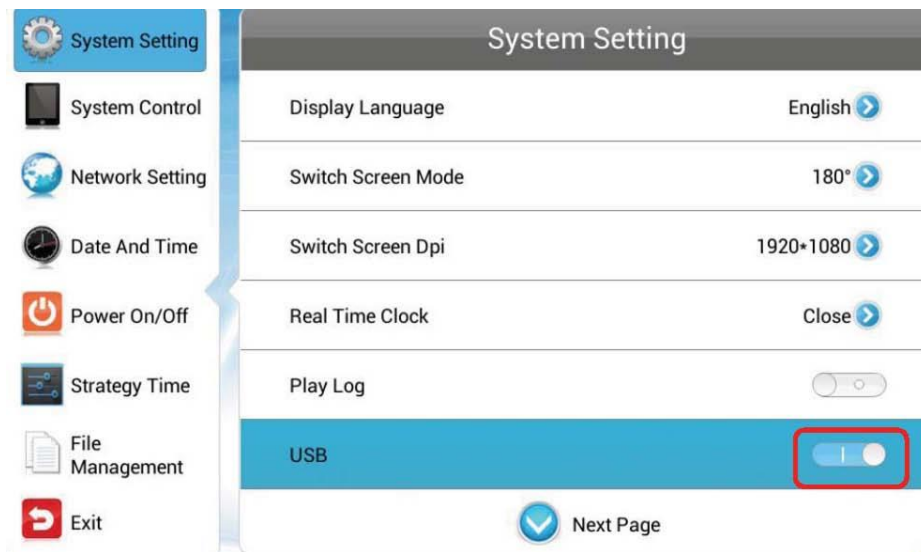 System Setting
System Control
Network Setting
Date And Time
Power On/Off
Strategy Time
File
Management
Exit
System Setting
Display Language English
Switch Screen Mode 180°
Switch Screen Dpi 1920*1080
Real Time Clock Close
Play Log
USB
Next Page